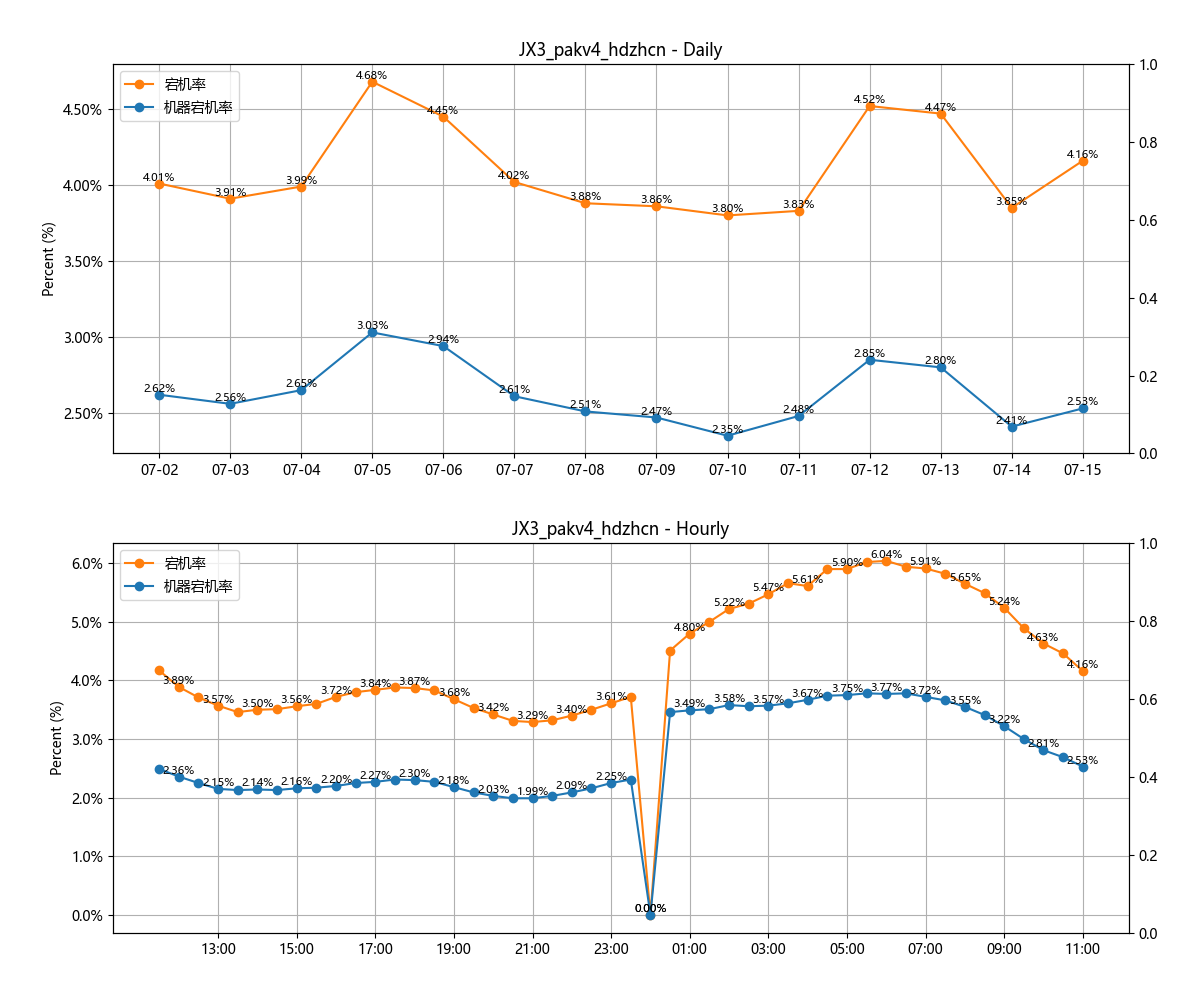 JX3_pakv4_hdzhcn - Daily
宕机率
机器宕机率
Percent (%)
4.50%
4.00%
3.50%
3.00%
2.50%
1.0
0.8
0.6
0.4
0.2
0.0
4.01% 3.91% 3.99% 4.68% 4.45% 4.02% 3.88% 3.86% 3.80% 3.83% 4.52% 4.47% 3.85% 4.16%
2.62% 2.56% 2.65% 3.03% 2.94% 2.61% 2.51% 2.47% 2.35% 2.48% 2.85% 2.80% 2.41% 2.53%
07-02 07-03 07-04 07-05 07-06 07-07 07-08 07-09 07-10 07-11 07-12 07-13 07-14 07-15
JX3_pakv4_hdzhcn - Hourly
宕机率
机器宕机率
Percent (%)
6.0%
5.0%
4.0%
3.0%
2.0%
1.0%
0.0%
1.0
0.8
0.6
0.4
0.2
0.0
3.89% 3.57% 3.50% 3.56% 3.72% 3.84% 3.87% 3.68% 3.42% 3.29% 3.40% 3.61% 0.00% 4.80% 5.22% 5.47% 5.61% 5.90% 6.04% 5.91% 5.65% 5.24% 4.63% 4.16%
2.36% 2.15% 2.14% 2.16% 2.20% 2.27% 2.30% 2.18% 2.03% 1.99% 2.09% 2.25% 0.00% 3.49% 3.58% 3.57% 3.67% 3.75% 3.77% 3.72% 3.55% 3.22% 2.81% 2.53%
13:00 15:00 17:00 19:00 21:00 23:00 01:00 03:00 05:00 07:00 09:00 11:00